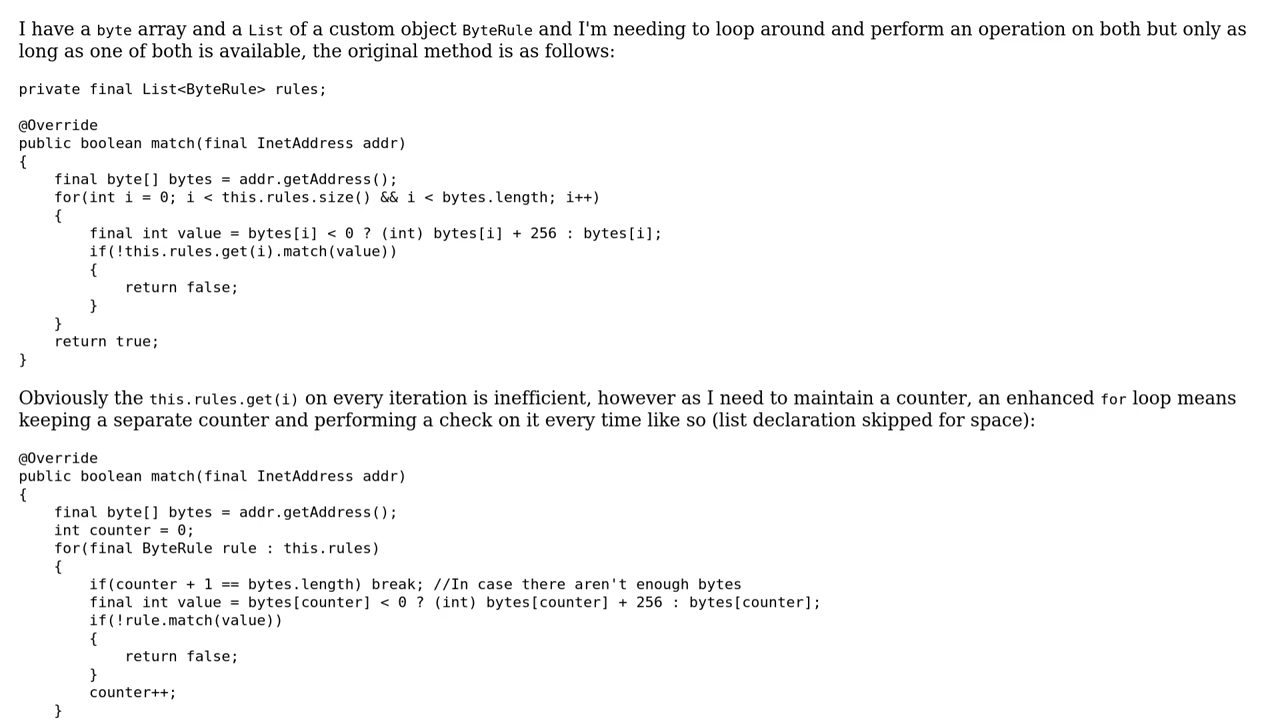 I have a byte array and a List of a custom object ByteRule and I'm needing to loop around and perform an operation on both but only as
long as one of both is available, the original method is as follows:
private final List<ByteRule> rules;
@Override
public boolean match(final InetAddress addr)
{
    final byte[] bytes = addr.getAddress();
    for(int i = 0; i < this.rules.size() && i < bytes.length; i++)
    {
        final int value = bytes[i] < 0 ? (int) bytes[i] + 256 : bytes[i];
        if(!this.rules.get(i).match(value))
        {
            return false;
        }
    }
    return true;
}
Obviously the this.rules.get(i) on every iteration is inefficient, however as I need to maintain a counter, an enhanced for loop means
keeping a separate counter and performing a check on it every time like so (list declaration skipped for space):
@Override
public boolean match(final InetAddress addr)
{
    final byte[] bytes = addr.getAddress();
    int counter = 0;
    for(final ByteRule rule : this.rules)
    {
        if(counter + 1 == bytes.length) break; //In case there aren't enough bytes
        final int value = bytes[counter] < 0 ? (int) bytes[counter] + 256 : bytes[counter];
        if(!rule.match(value))
        {
            return false;
        }
        counter++;
    }